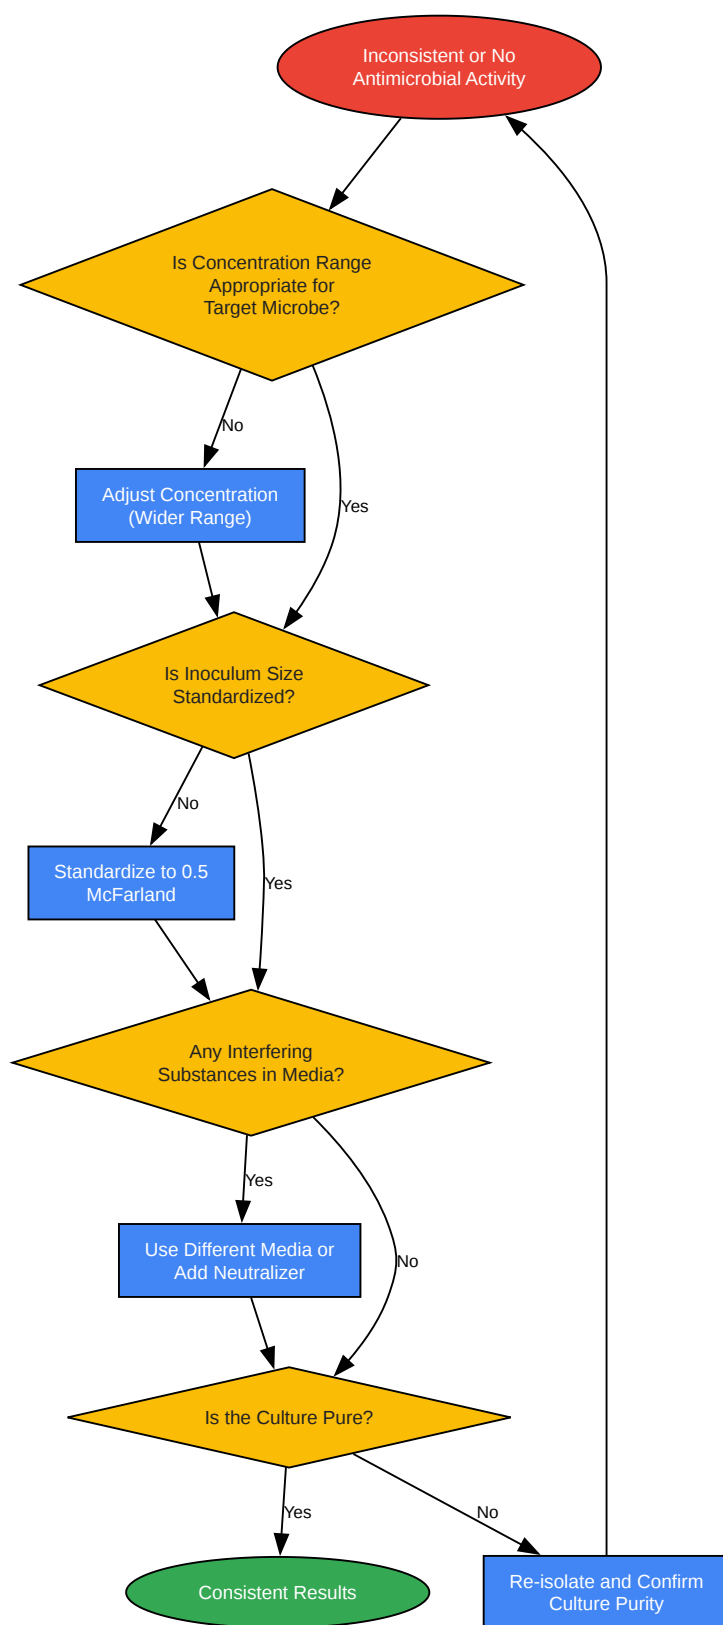 Inconsistent or No
Antimicrobial Activity
Is Concentration Range
Appropriate for
Target Microbe?
No
Adjust Concentration
(Wider Range)
Yes
Is Inoculum Size
Standardized?
No
Standardize to 0.5
McFarland
Yes
Any Interfering
Substances in Media?
Yes
Use Different Media or
Add Neutralizer
No
Is the Culture Pure?
Yes
No
Consistent Results
Re-isolate and Confirm
Culture Purity